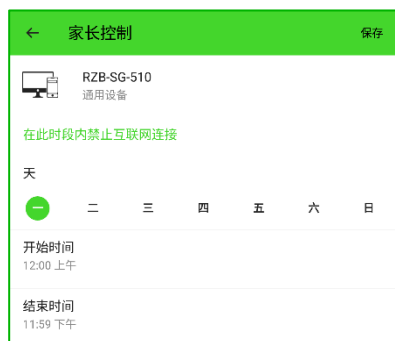 ← 家长控制 保存
RZB-SG-510
通用设备
在此时段内禁止互联网连接
天
一 二 三 四 五 六 日
开始时间
12:00 上午
结束时间
11:59 下午